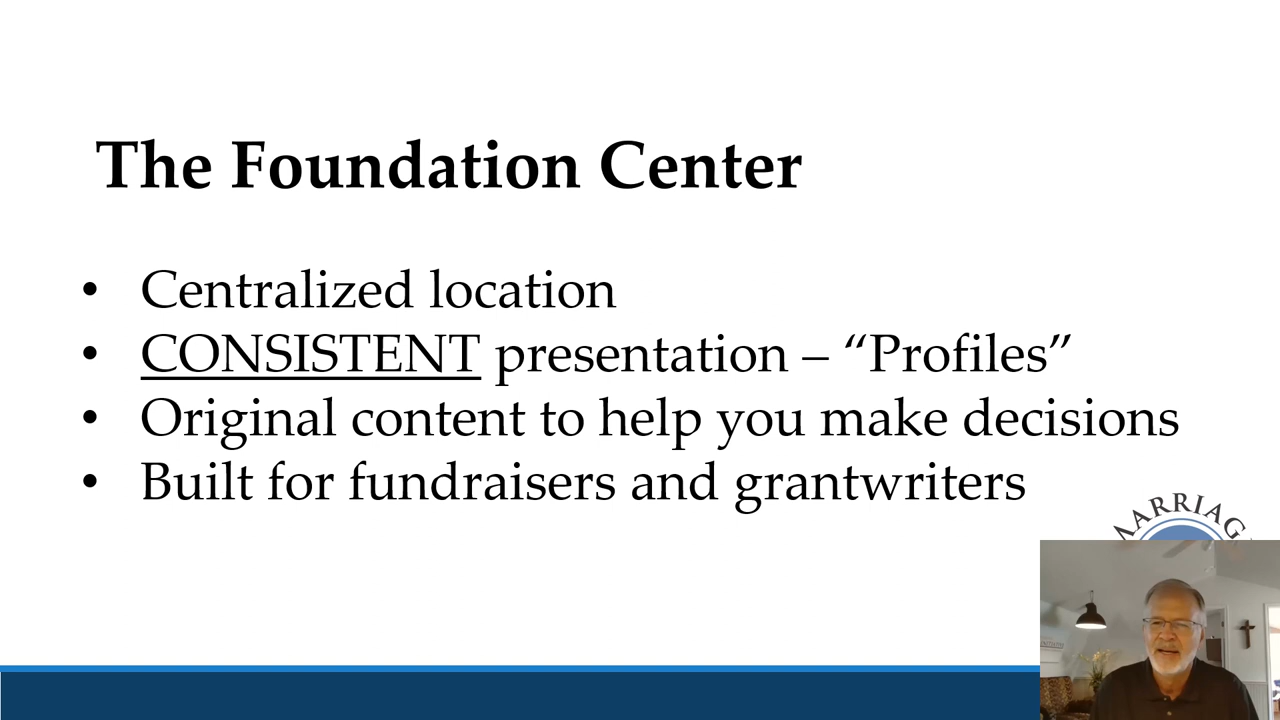 The Foundation Center
• Centralized location
• CONSISTENT presentation – “Profiles”
• Original content to help you make decisions
• Built for fundraisers and grantwriters